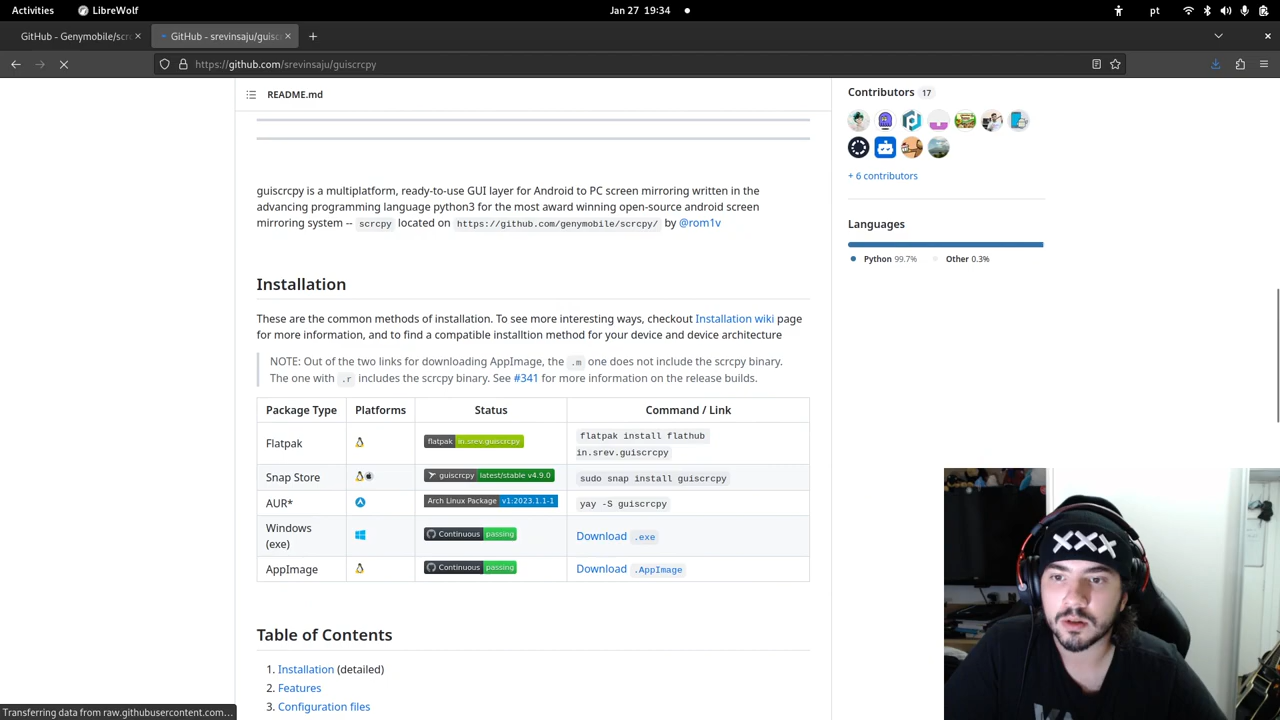 Activities
LibreWolf
Jan 27 19:34
pt
GitHub - Genymobile/scr
GitHub - srevinsaju/guisc
https://github.com/srevinsaju/guiscrcpy
README.md
guiscrcpy is a multiplatform, ready-to-use GUI layer for Android to PC screen mirroring written in the
advancing programming language python3 for the most award winning open-source android screen
mirroring system -- scrcpy located on https://github.com/genymobile/scrcpy/ by @rom1v
Installation
These are the common methods of installation. To see more interesting ways, checkout Installation wiki page
for more information, and to find a compatible installtion method for your device and device architecture
NOTE: Out of the two links for downloading AppImage, the .m one does not include the scrcpy binary.
The one with .r includes the scrcpy binary. See #341 for more information on the release builds.
Package Type Platforms Status Command / Link
Flatpak flatpak in.srev.guiscrcpy flatpak install flathub
in.srev.guiscrcpy
Snap Store guiscrcpy latest/stable v4.9.0 sudo snap install guiscrcpy
AUR* Arch Linux Package v1:2023.1.1-1 yay -S guiscrcpy
Windows
(exe) Continuous passing Download .exe
AppImage Continuous passing Download .AppImage
Table of Contents
1. Installation (detailed)
2. Features
3. Configuration files
Contributors 17
+ 6 contributors
Languages
Python 99.7% Other 0.3%
XXX
Transferring data from raw.githubusercontent.com...